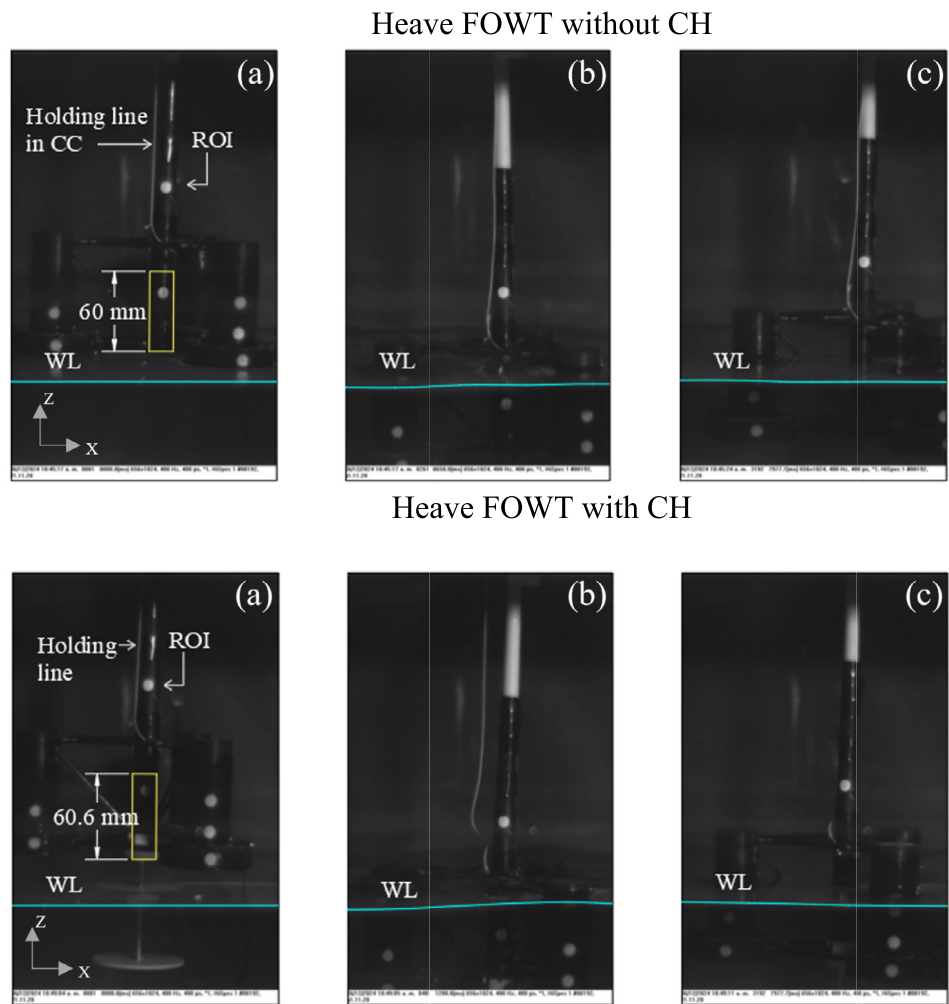 Heave FOWT without CH
(a)
(b)
(c)
Holding line
in CC
ROI
60 mm
WL
WL
WL
Z
X
Heave FOWT with CH
(a)
(b)
(c)
Holding
line
ROI
60.6 mm
WL
WL
WL
Z
X